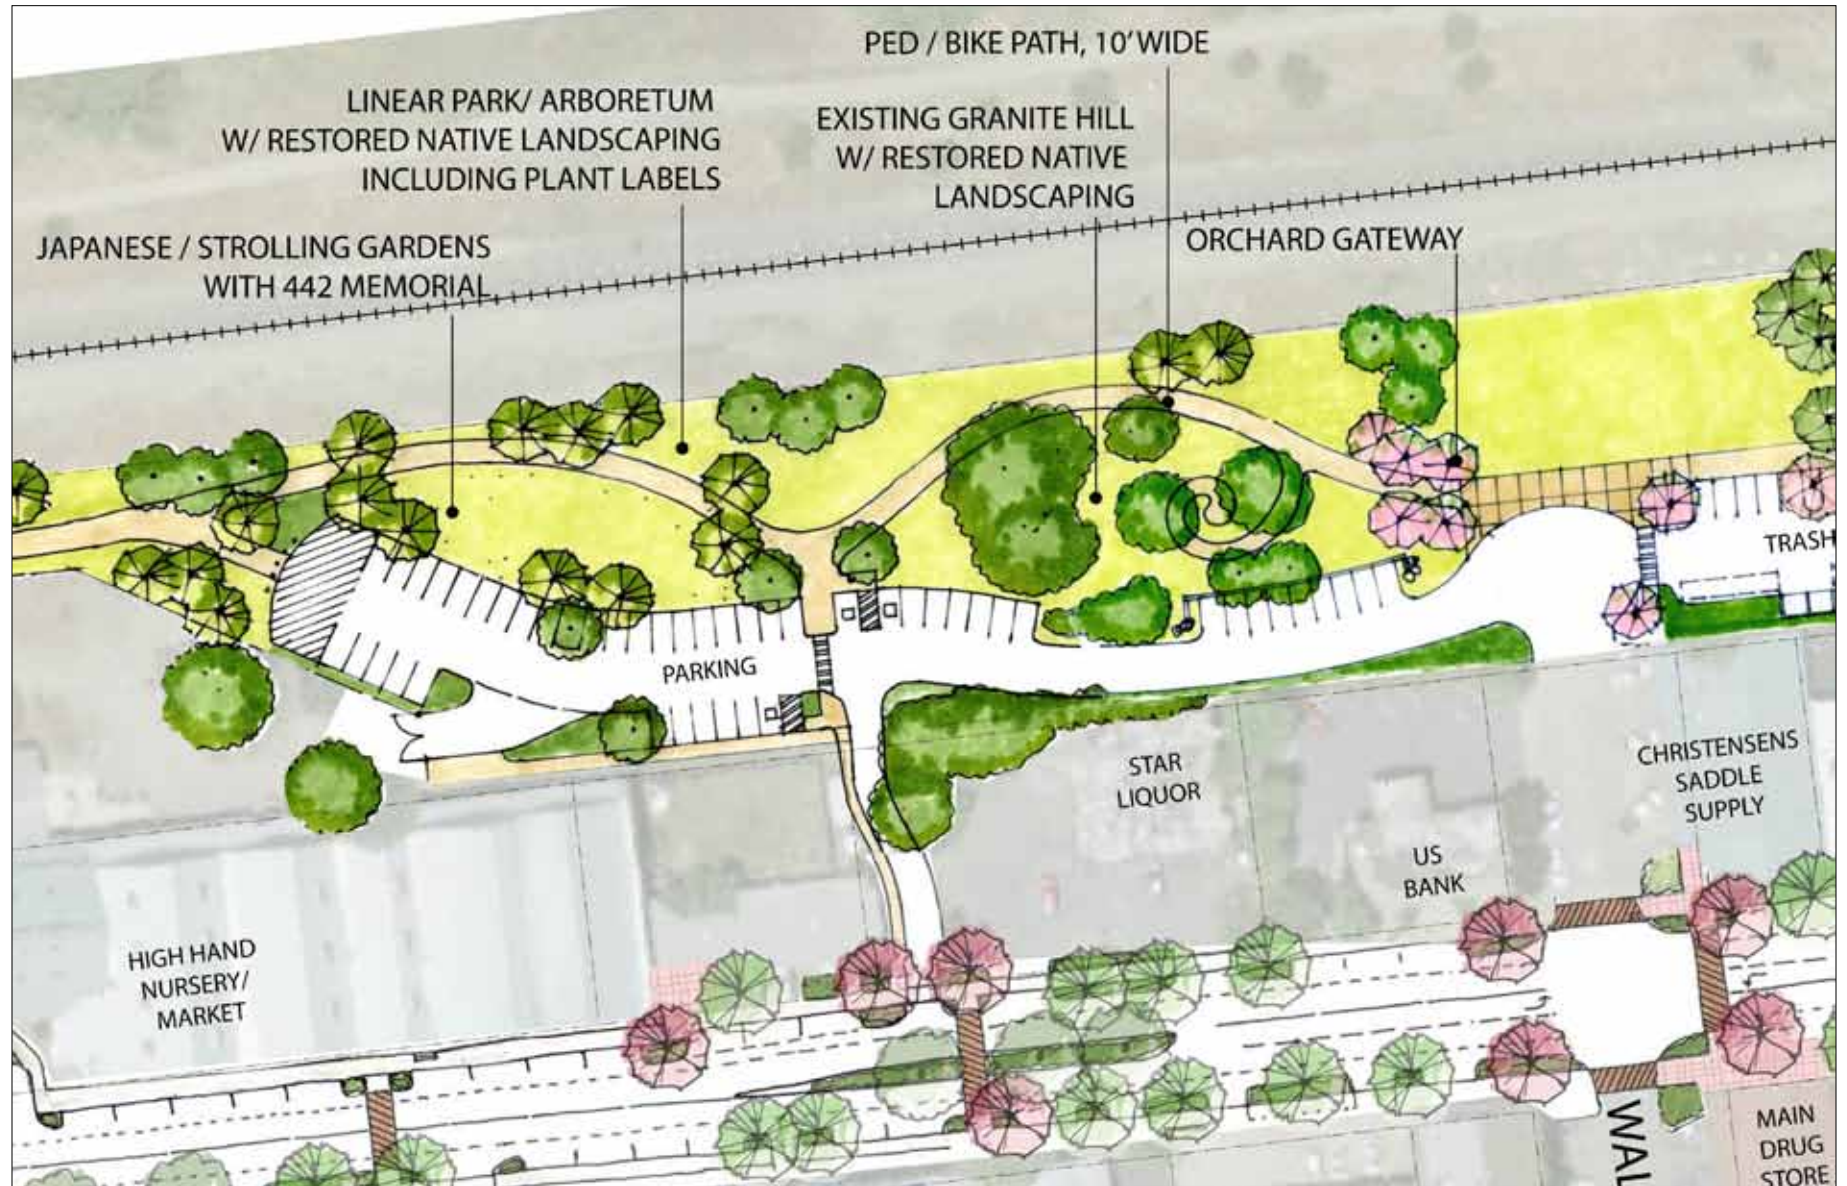 PED / BIKE PATH, 10' WIDE
LINEAR PARK/ ARBORETUM
W/ RESTORED NATIVE LANDSCAPING
INCLUDING PLANT LABELS
EXISTING GRANITE HILL
W/ RESTORED NATIVE
LANDSCAPING
JAPANESE / STROLLING GARDENS
WITH 442 MEMORIAL
ORCHARD GATEWAY
TRASH
PARKING
STAR
LIQUOR
CHRISTENSENS
SADDLE
SUPPLY
US
BANK
HIGH HAND
NURSERY/
MARKET
WAL
MAIN
DRUG
STORE